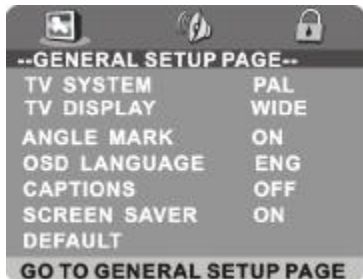 --GENERAL SETUP PAGE--
TV SYSTEM PAL
TV DISPLAY WIDE
ANGLE MARK ON
OSD LANGUAGE ENG
CAPTIONS OFF
SCREEN SAVER ON
DEFAULT
GO TO GENERAL SETUP PAGE